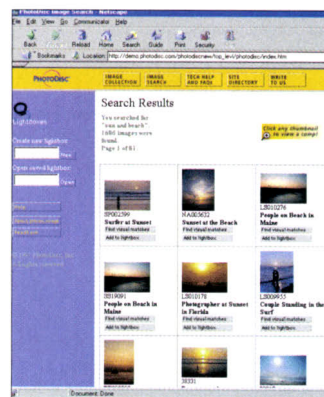 PhotoDisc Image Search - Netscape
File Edit View Go Communicator Help
Back Reload Home Search Guide Print Security
Bookmarks Location: http://demo.photodisc.com/photodiscnew/top_level/photodisc/index.htm
PHOTODISC
IMAGE COLLECTION
IMAGE SEARCH
TECH HELP AND FAQs
SITE DIRECTORY
WRITE TO US
Lightboxes
Create new lightbox
New
Open saved lightbox
Open
Search Results
You searched for
"sun and beach"
images were
found.
Page 1 of
Click any thumbnail
to view a comp!
SP002599
Surfer at Sunset
Find visual matches
Add to lightbox
NA003632
Sunset at the Beach
Find visual matches
Add to lightbox
LS010276
People on Beach in
Maine
Find visual matches
Add to lightbox
People on Beach in
Maine
Find visual matches
Add to lightbox
LS010178
Photographer at Sunset
in Florida
Find visual matches
Add to lightbox
LS009955
Couple Standing in the
Surf
Find visual matches
Add to lightbox
38331
Document: Done